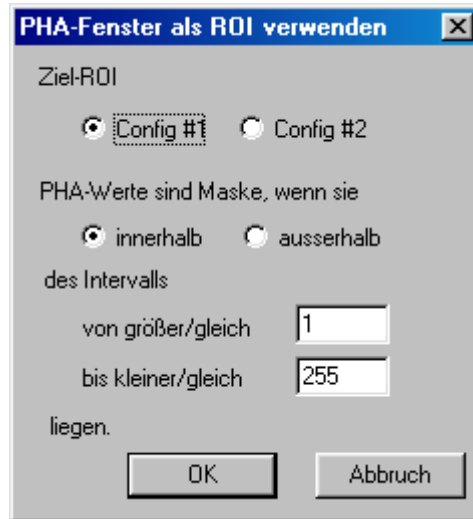 PHA-Fenster als ROI verwenden
Ziel-ROI
Config #1 Config #2
PHA-Werte sind Maske, wenn sie
innerhalb ausserhalb
des Intervalls
von größer/gleich 1
bis kleiner/gleich 255
liegen.
OK Abbruch